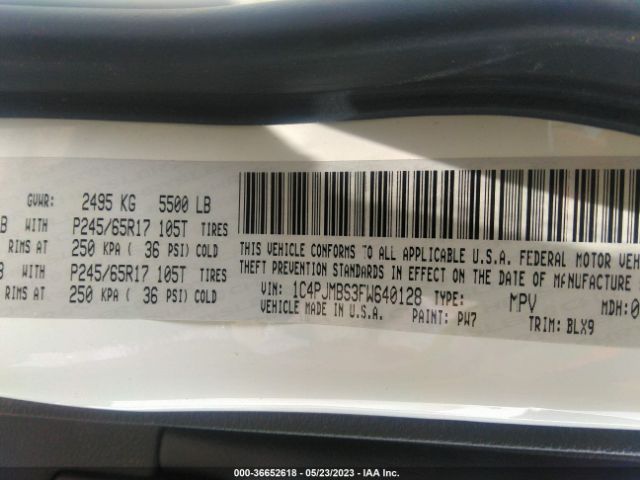 GVWR: 2495 KG 5500 LB
B WITH P245/65R17 105T TIRES
RIMS AT 250 KPA ( 36 PSI) COLD
B WITH P245/65R17 105T TIRES
RIMS AT 250 KPA ( 36 PSI) COLD
THIS VEHICLE CONFORMS TO ALL APPLICABLE U.S.A. FEDERAL MOTOR VEH
THEFT PREVENTION STANDARDS IN EFFECT ON THE DATE OF MANUFACTURE
VIN: 1C4PJMBS3FW640128 TYPE: MPV MDH:0
VEHICLE MADE IN U.S.A. PAINT: PW7 TRIM: BLX9
000-36652618 - 05/23/2023 - IAA Inc.